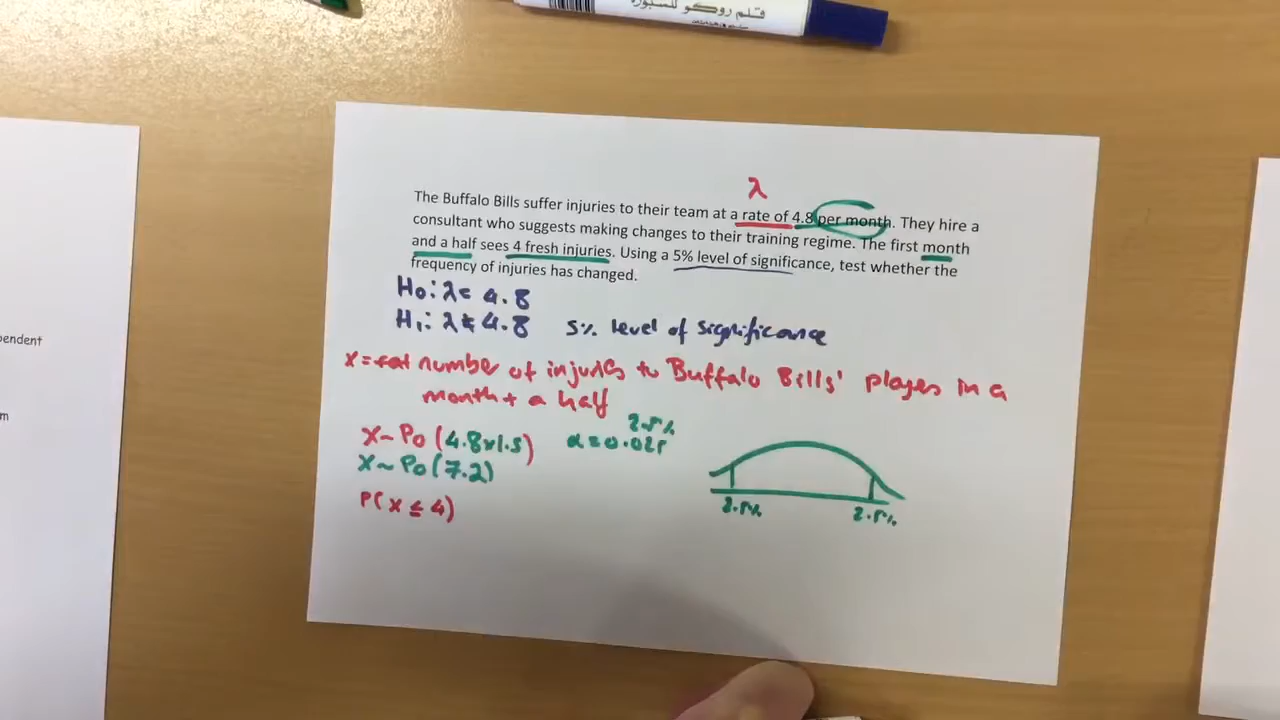 قلم روكو للسبورة
λ
The Buffalo Bills suffer injuries to their team at a rate of 4.8 per month. They hire a
consultant who suggests making changes to their training regime. The first month
and a half sees 4 fresh injuries. Using a 5% level of significance, test whether the
frequency of injuries has changed.
H₀: λ = 4.8
H₁: λ ≠ 4.8 5% level of significance
X = number of injuries to Buffalo Bills' players in a
month + a half
X~Po(4.8×1.5) α = 0.025
2.5%
X~Po(7.2)
P(X ≤ 4)
2.5% 2.5%
pendent
m